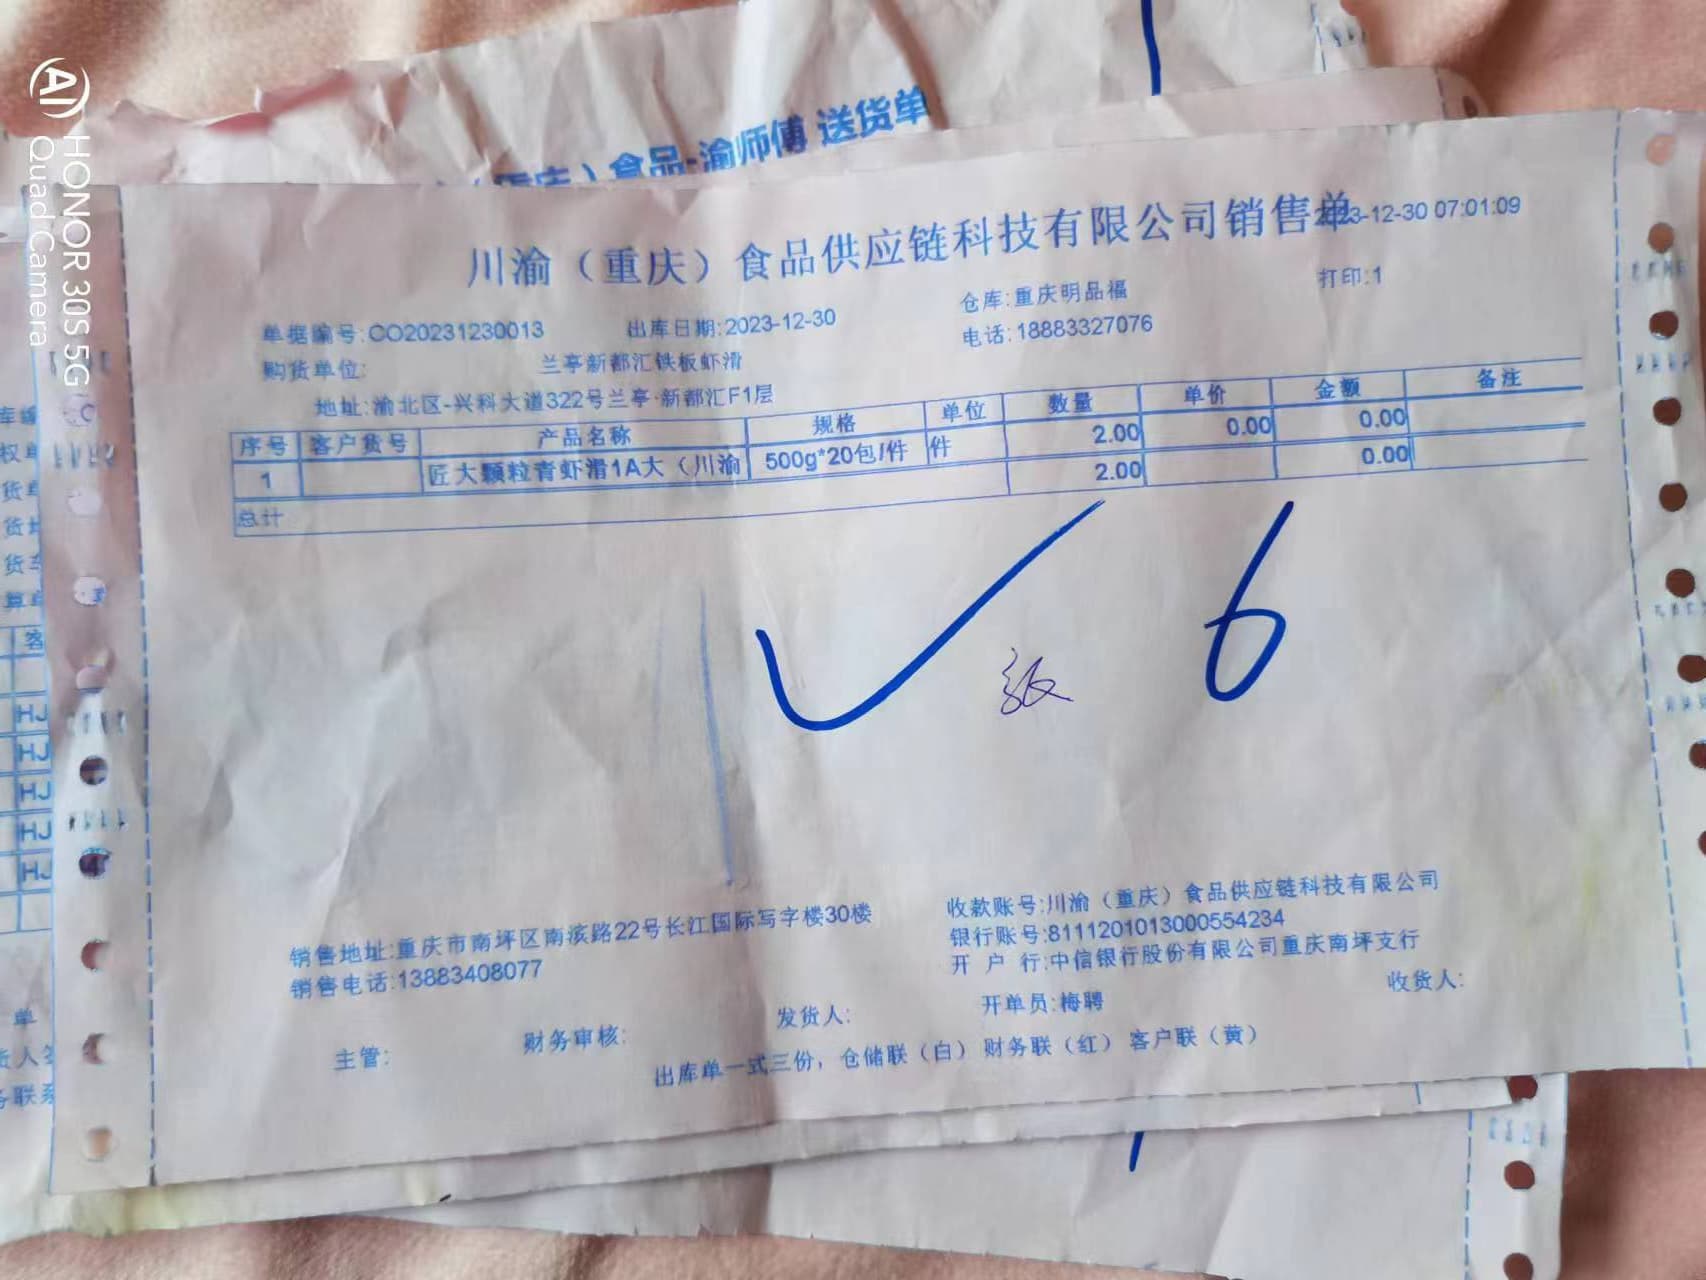 HONOR 30S 5G
Quad Camera
食品·渝师傅 送货单
川渝（重庆）食品供应链科技有限公司销售单
23-12-30 07:01:09
打印:1
单据编号:CO20231230013
出库日期:2023-12-30
仓库:重庆明品福
电话:18883327076
购货单位: 兰亭新都汇铁板虾滑
地址:渝北区-兴科大道322号兰亭·新都汇F1层
序号 客户货号 产品名称 规格 单位 数量 单价 金额 备注
1 匠大颗粒青虾滑1A大（川渝 500g*20包/件 件 2.00 0.00 0.00
总计 2.00 0.00
6
销售地址:重庆市南坪区南滨路22号长江国际写字楼30楼
销售电话:13883408077
收款账号:川渝（重庆）食品供应链科技有限公司
银行账号:8111201013000554234
开 户 行:中信银行股份有限公司重庆南坪支行
主管: 财务审核: 发货人: 开单员:梅聘 收货人:
出库单一式三份，仓储联（白）财务联（红）客户联（黄）
HJ
HJ
HJ
HJ
HJ